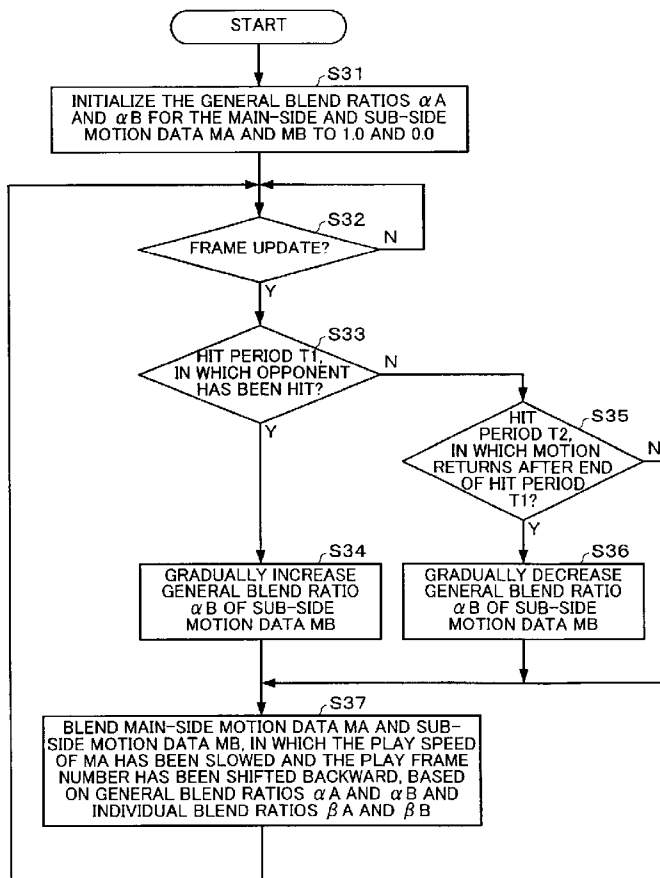 START
S31
INITIALIZE THE GENERAL BLEND RATIOS αA
AND αB FOR THE MAIN-SIDE AND SUB-SIDE
MOTION DATA MA AND MB TO 1.0 AND 0.0
S32
FRAME UPDATE?
N
Y
S33
HIT PERIOD T1,
IN WHICH OPPONENT
HAS BEEN HIT?
N
Y
S35
HIT
PERIOD T2,
IN WHICH MOTION
RETURNS AFTER END
OF HIT PERIOD
T1?
N
Y
S34
GRADUALLY INCREASE
GENERAL BLEND RATIO
αB OF SUB-SIDE
MOTION DATA MB
S36
GRADUALLY DECREASE
GENERAL BLEND RATIO
αB OF SUB-SIDE
MOTION DATA MB
S37
BLEND MAIN-SIDE MOTION DATA MA AND SUB-
SIDE MOTION DATA MB, IN WHICH THE PLAY SPEED
OF MA HAS BEEN SLOWED AND THE PLAY FRAME
NUMBER HAS BEEN SHIFTED BACKWARD, BASED
ON GENERAL BLEND RATIOS αA AND αB AND
INDIVIDUAL BLEND RATIOS βA AND βB